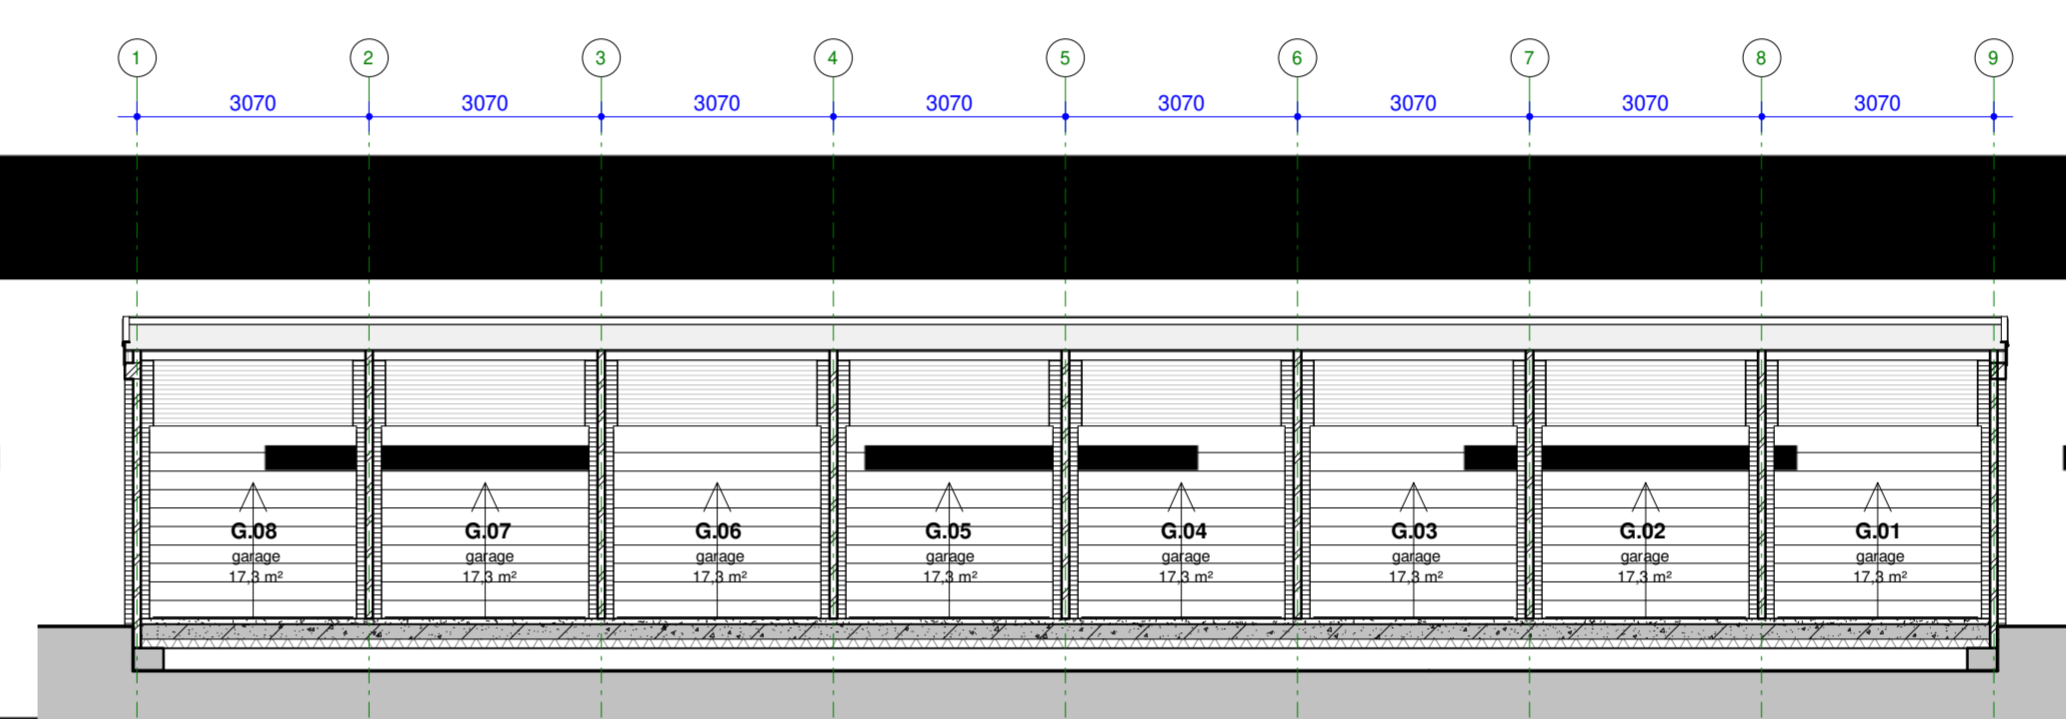 1 2 3 4 5 6 7 8 9
3070 3070 3070 3070 3070 3070 3070 3070
G.08 G.07 G.06 G.05 G.04 G.03 G.02 G.01
garage garage garage garage garage garage garage garage
17,3 m² 17,3 m² 17,3 m² 17,3 m² 17,3 m² 17,3 m² 17,3 m² 17,3 m²